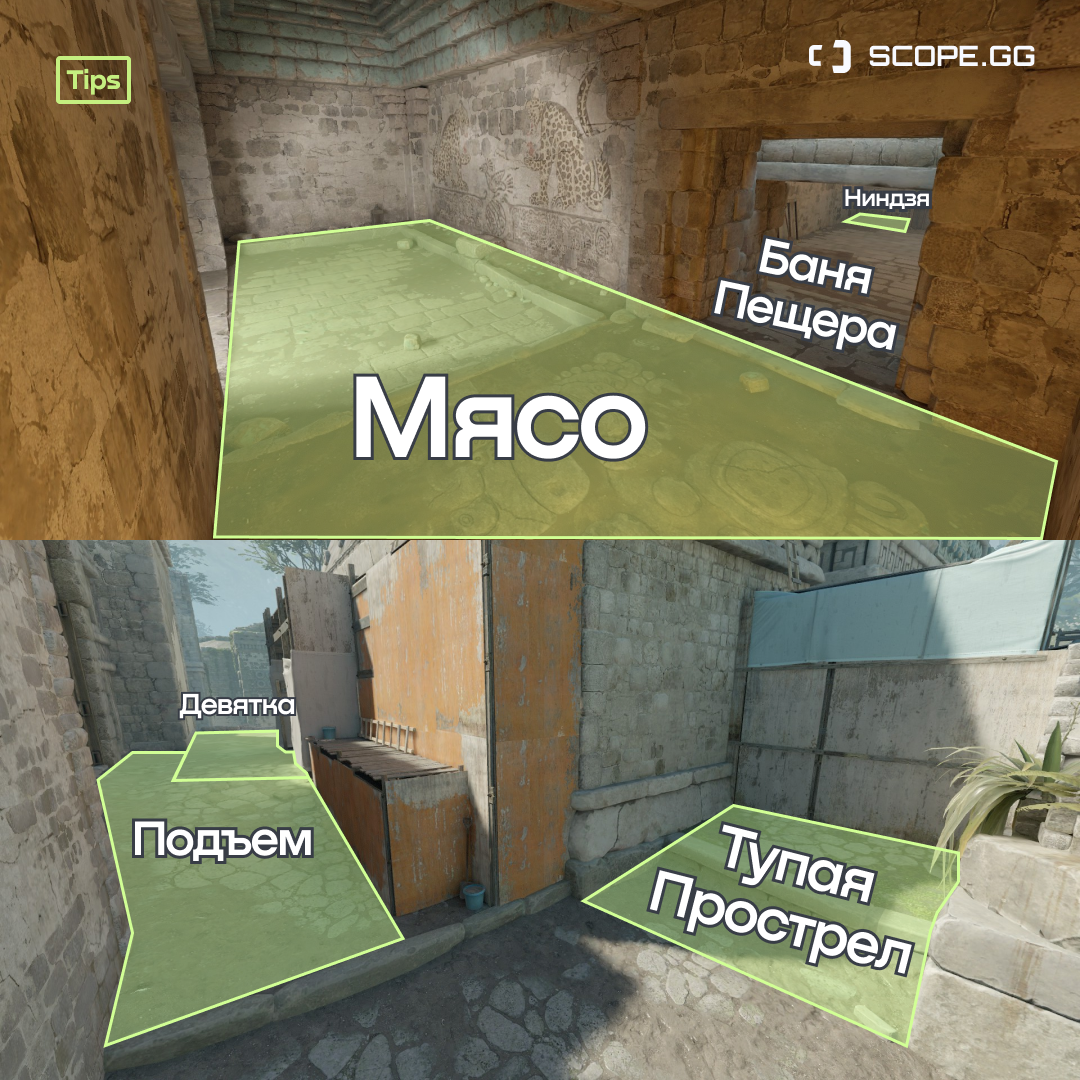 Tips
SCOPE.GG
Ниндзя
Баня
Пещера
Мясо
Девятка
Подъем
Тупая
Прострел